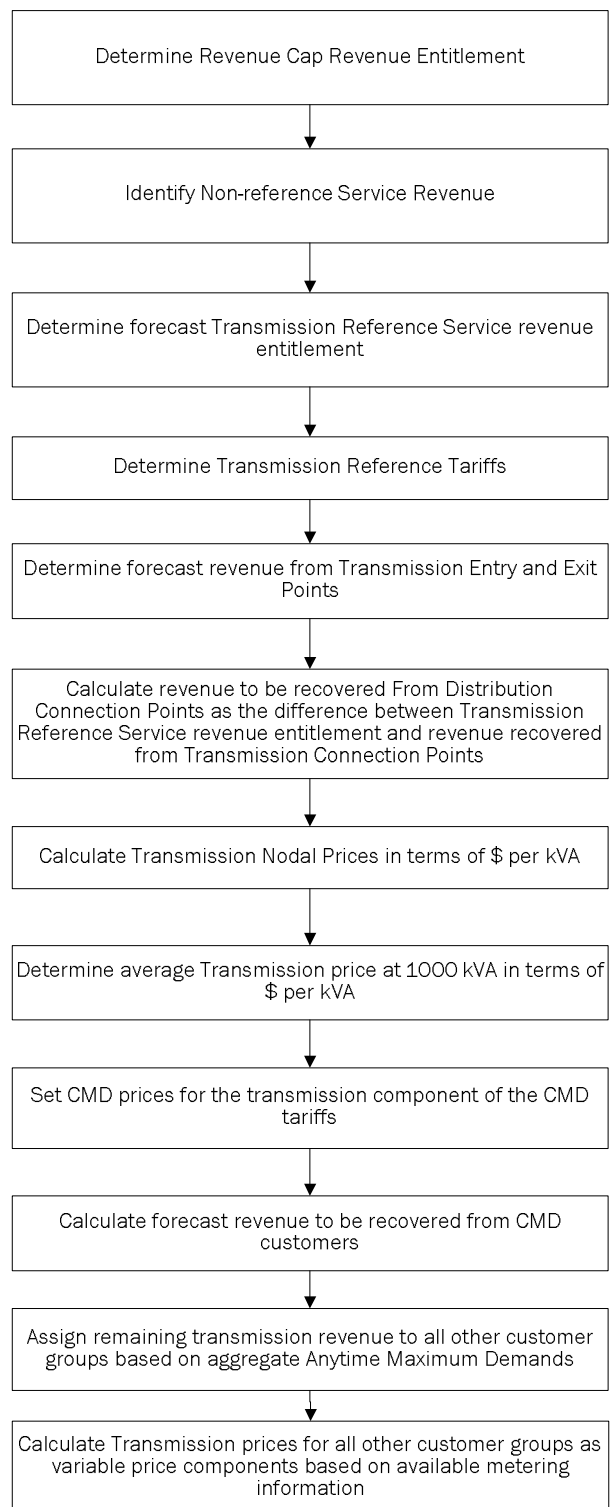 Determine Revenue Cap Revenue Entitlement
Identify Non-reference Service Revenue
Determine forecast Transmission Reference Service revenue
entitlement
Determine Transmission Reference Tariffs
Determine forecast revenue from Transmission Entry and Exit
Points
Calculate revenue to be recovered From Distribution
Connection Points as the difference between Transmission
Reference Service revenue entitlement and revenue recovered
from Transmission Connection Points
Calculate Transmission Nodal Prices in terms of $ per kVA
Determine average Transmission price at 1000 kVA in terms of
$ per kVA
Set CMD prices for the transmission component of the CMD
tariffs
Calculate forecast revenue to be recovered from CMD
customers
Assign remaining transmission revenue to all other customer
groups based on aggregate Anytime Maximum Demands
Calculate Transmission prices for all other customer groups as
variable price components based on available metering
information